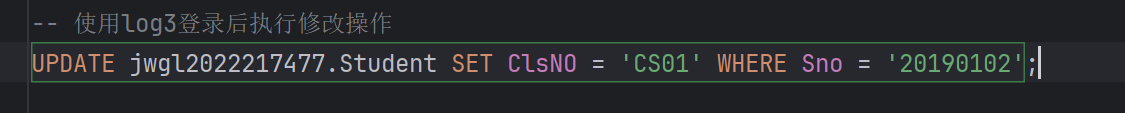 -- 使用log3登录后执行修改操作
UPDATE jwgl2022217477.Student SET ClsNO = 'CS01' WHERE Sno = '20190102';